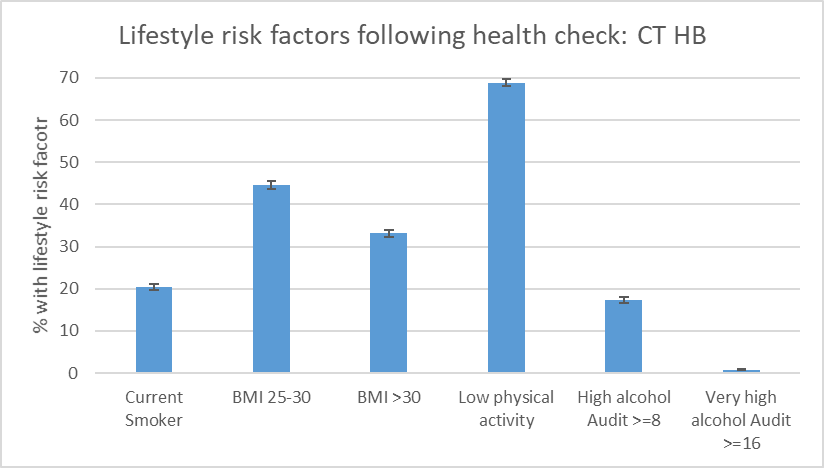 Lifestyle risk factors following health check: CT HB
% with lifestyle risk facotr
70
60
50
40
30
20
10
0
Current
Smoker
BMI 25-30
BMI >30
Low physical
activity
High alcohol
Audit >=8
Very high
alcohol Audit
>=16